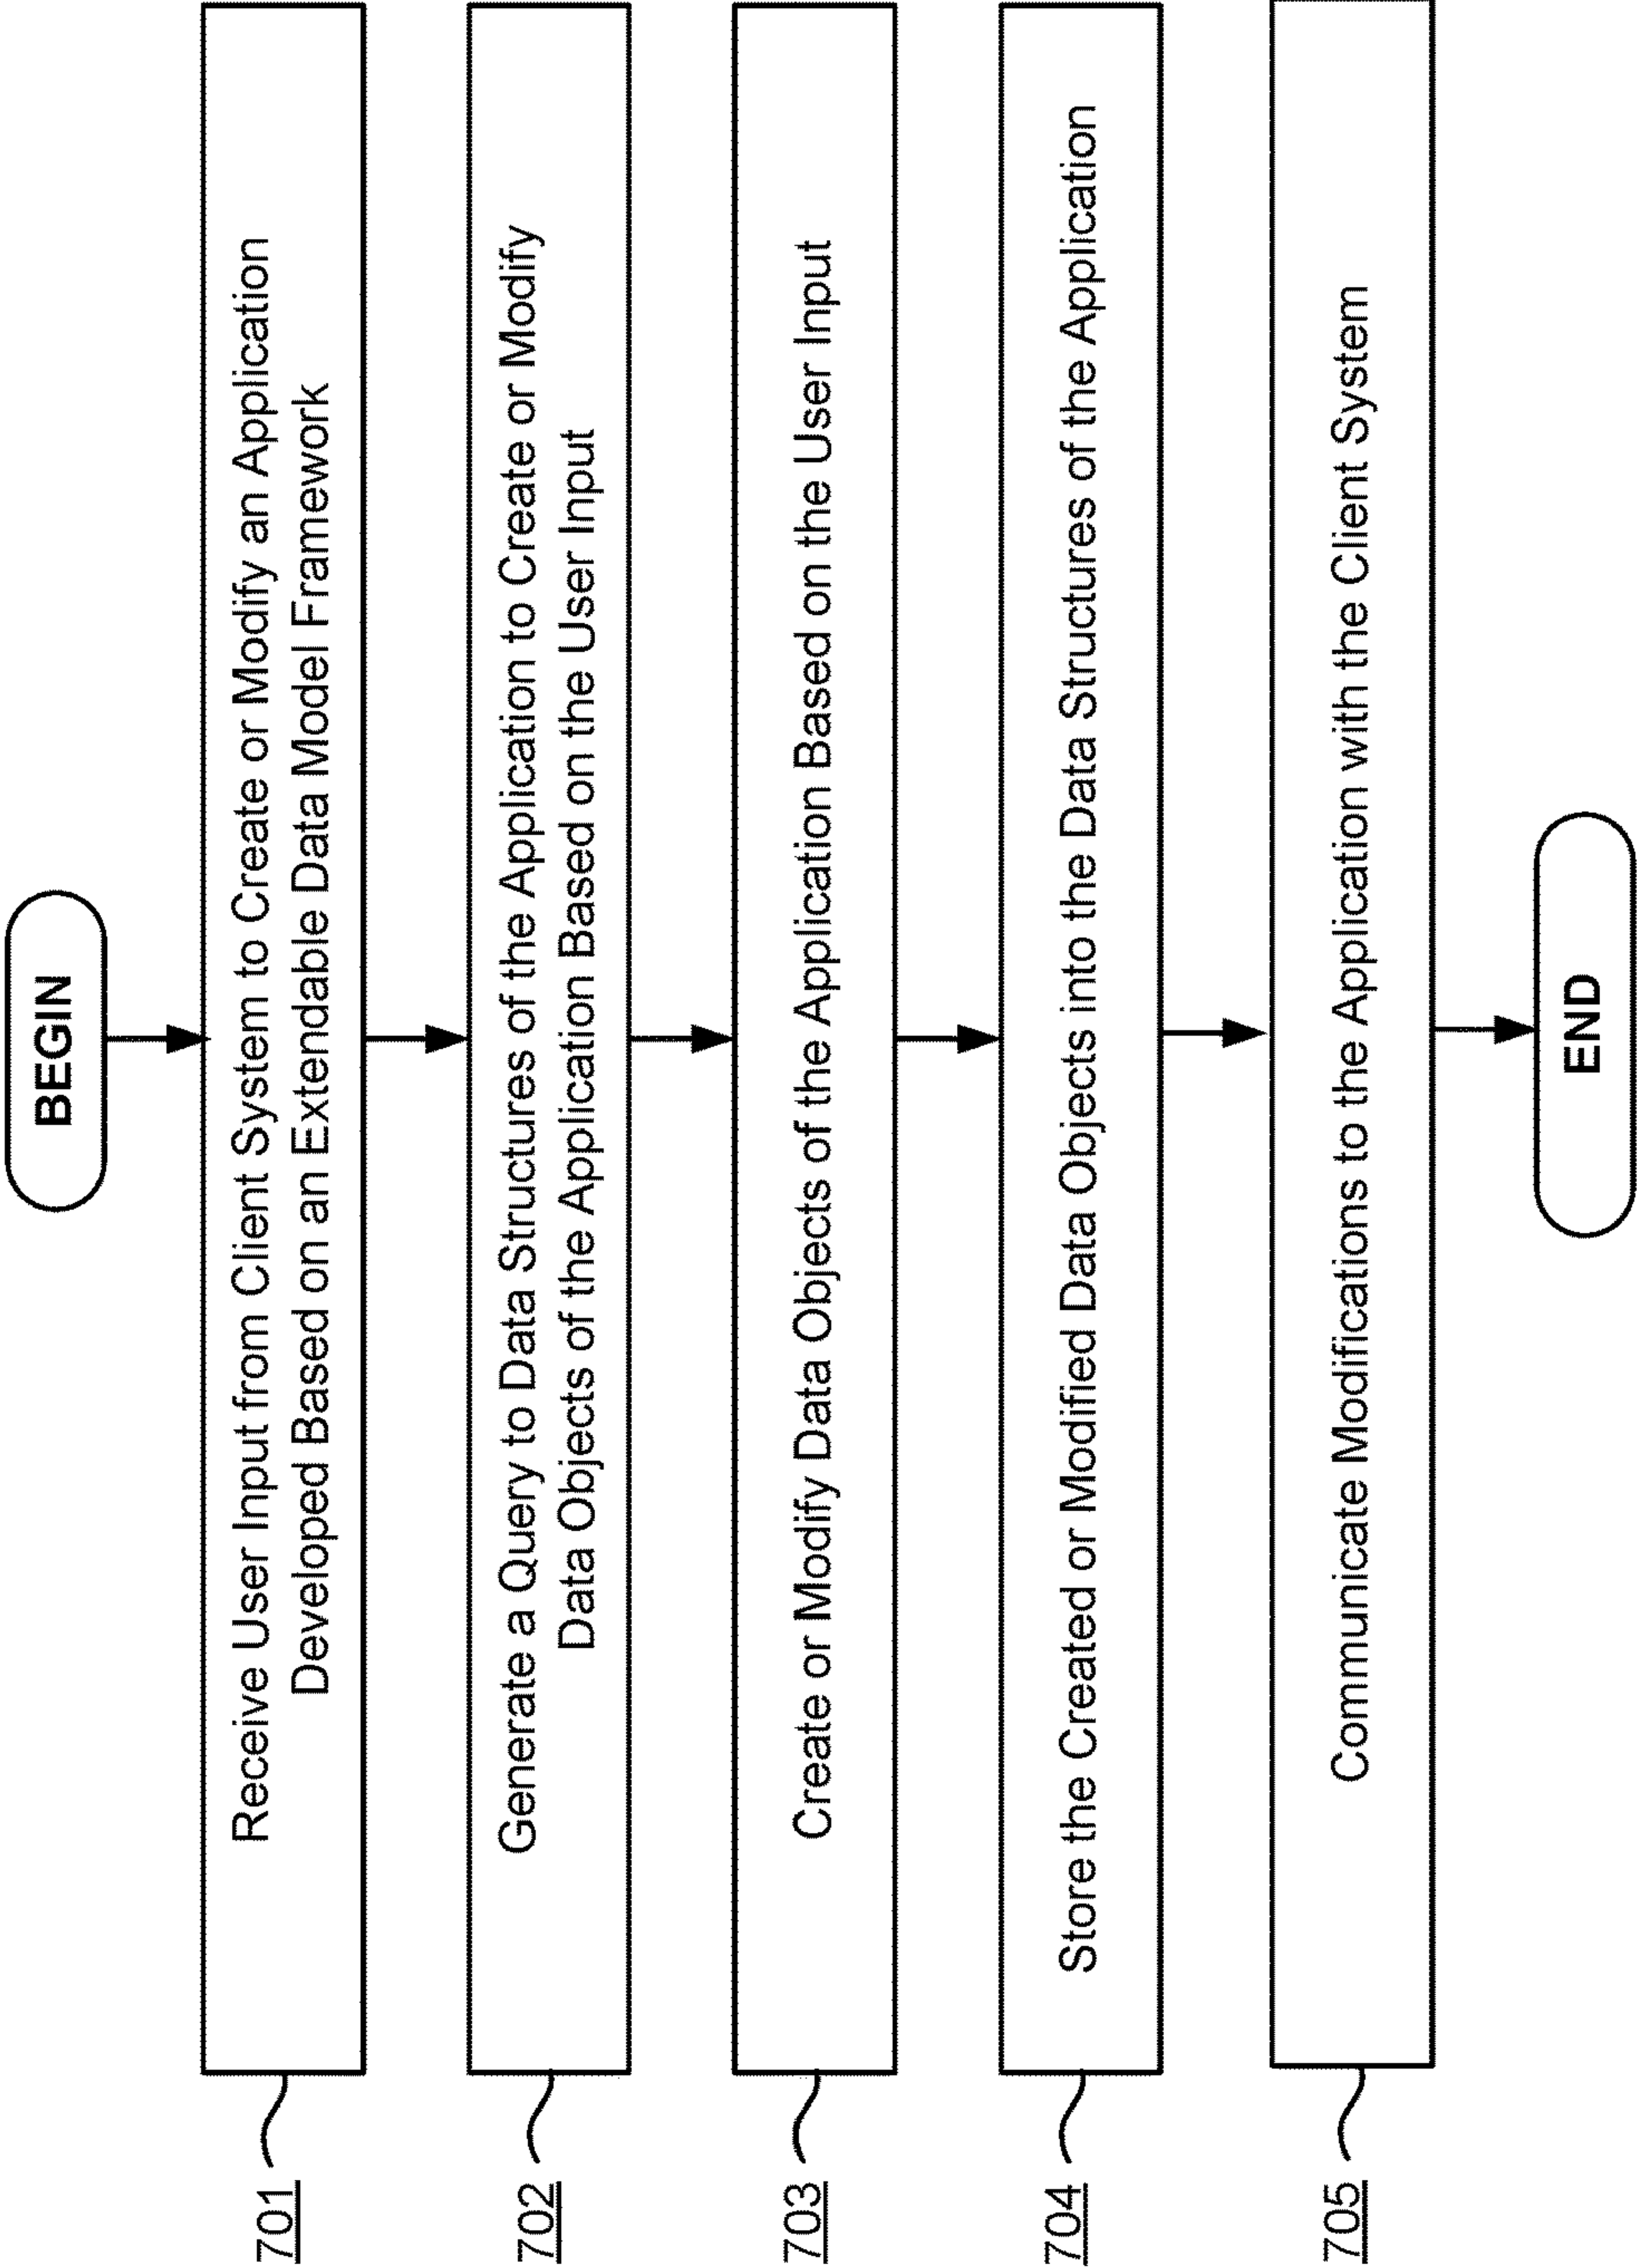 BEGIN
701
Receive User Input from Client System to Create or Modify an Application
Developed Based on an Extendable Data Model Framework
702
Generate a Query to Data Structures of the Application to Create or Modify
Data Objects of the Application Based on the User Input
703
Create or Modify Data Objects of the Application Based on the User Input
704
Store the Created or Modified Data Objects into the Data Structures of the Application
705
Communicate Modifications to the Application with the Client System
END